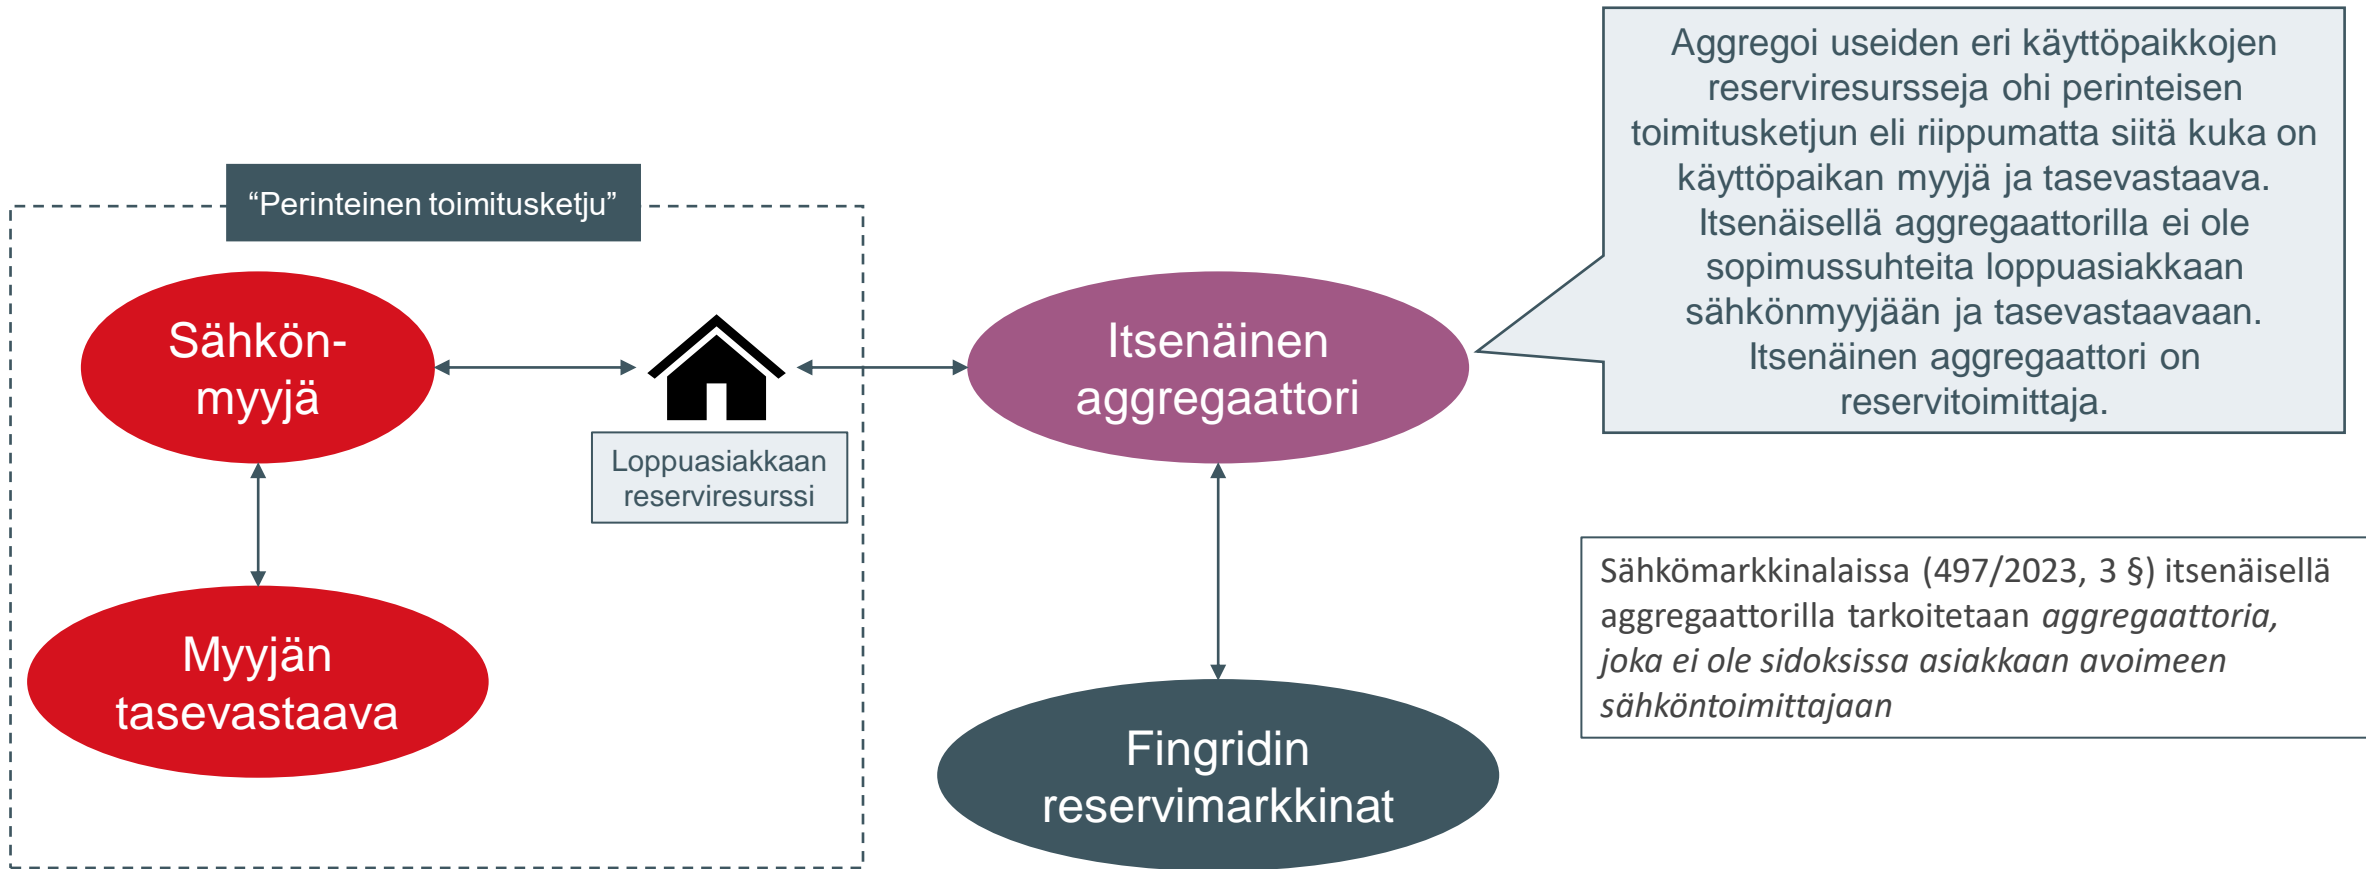 “Perinteinen toimitusketju”
Sähkön-
myyjä
Loppuasiakkaan
reserviresurssi
Myyjän
tasevastaava
Itsenäinen
aggregaattori
Fingridin
reservimarkkinat
Aggregoi useiden eri käyttöpaikkojen
reserviresursseja ohi perinteisen
toimitusketjun eli riippumatta siitä kuka on
käyttöpaikan myyjä ja tasevastaava.
Itsenäisellä aggregaattorilla ei ole
sopimussuhteita loppuasiakkaan
sähkönmyyjään ja tasevastaavaan.
Itsenäinen aggregaattori on
reservitoimittaja.
Sähkömarkkinalaissa (497/2023, 3 §) itsenäisellä
aggregaattorilla tarkoitetaan aggregaattoria,
joka ei ole sidoksissa asiakkaan avoimeen
sähköntoimittajaan